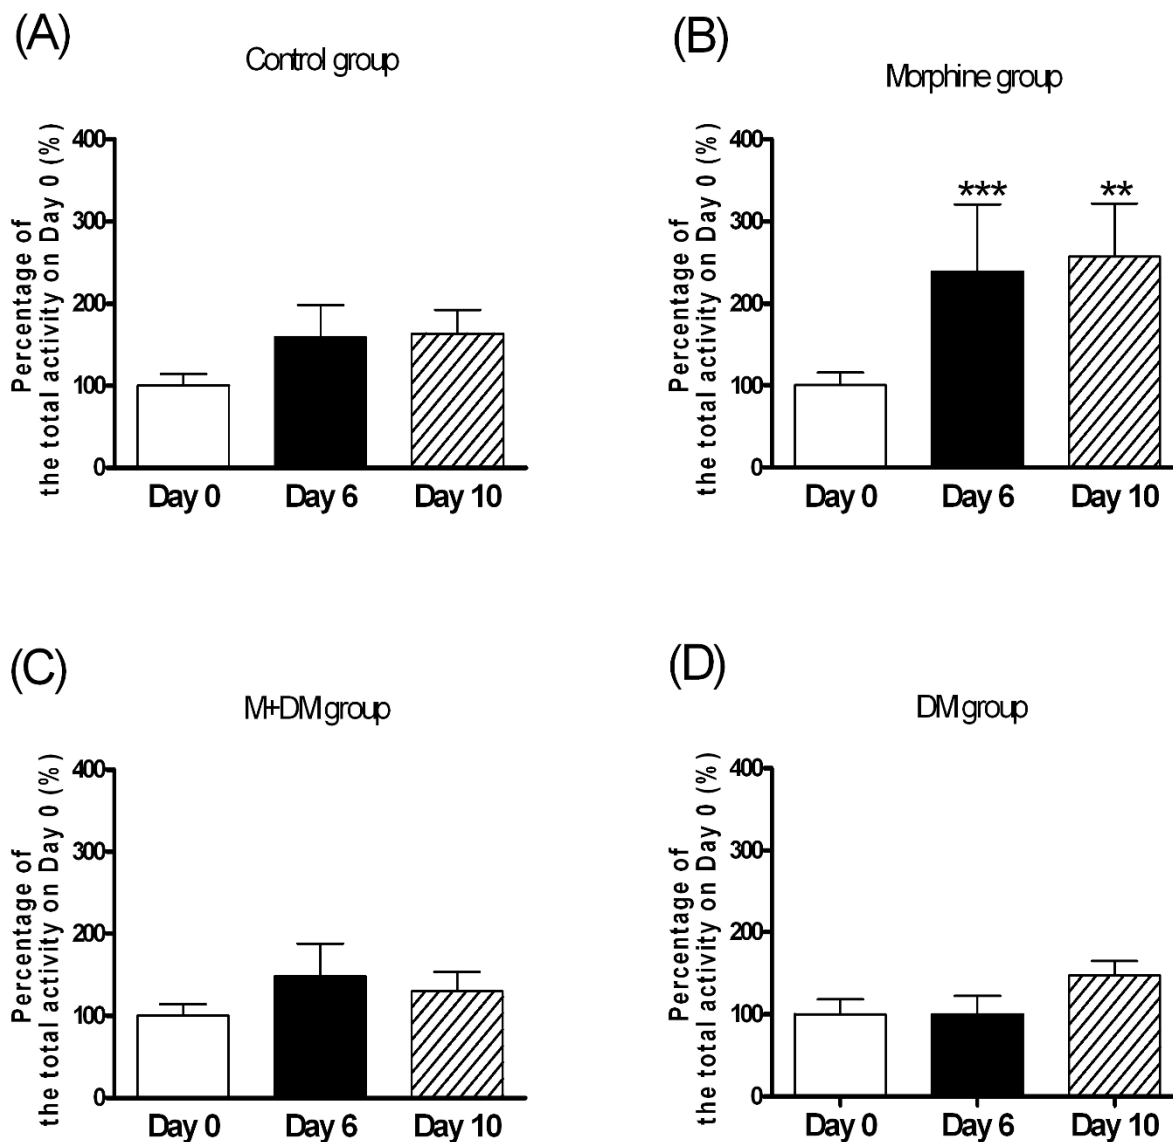 (A)
Control group
Percentage of
the total activity on Day 0 (%)
400
300
200
100
0
Day 0 Day 6 Day 10
(B)
Morphine group
Percentage of
the total activity on Day 0 (%)
400
300
200
100
0
*** **
Day 0 Day 6 Day 10
(C)
M+DM group
Percentage of
the total activity on Day 0 (%)
400
300
200
100
0
Day 0 Day 6 Day 10
(D)
DM group
Percentage of
the total activity on Day 0 (%)
400
300
200
100
0
Day 0 Day 6 Day 10